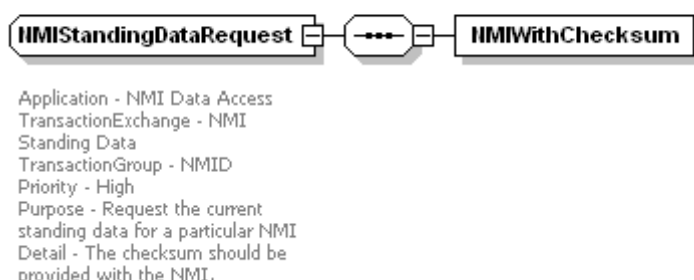 NMIStandingDataRequest
NMIWithChecksum
Application - NMI Data Access
TransactionExchange - NMI
Standing Data
TransactionGroup - NMID
Priority - High
Purpose - Request the current
standing data for a particular NMI
Detail - The checksum should be
provided with the NMI.